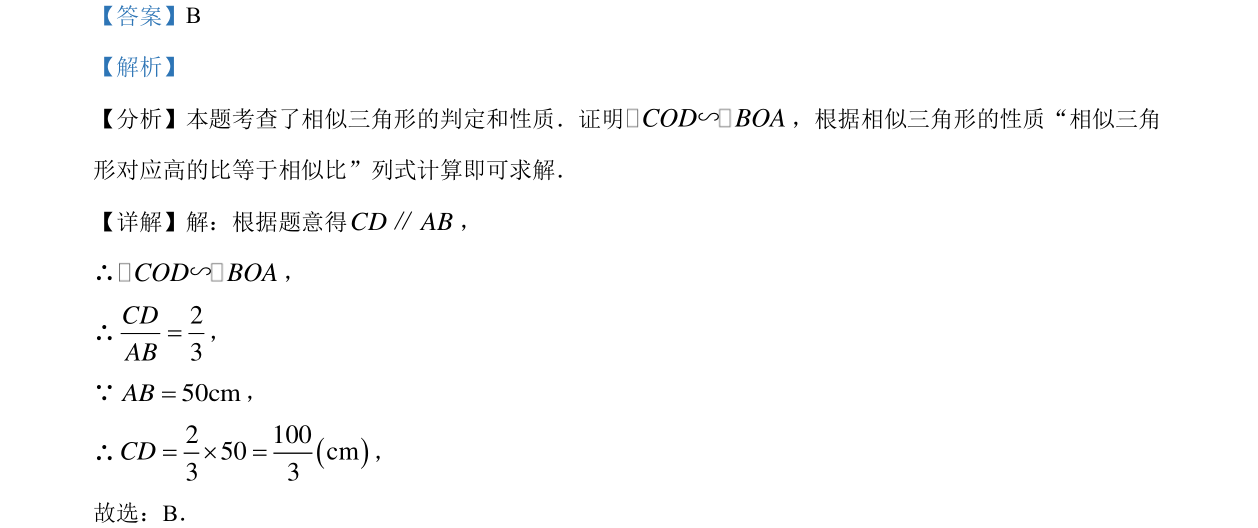 【答案】B
【解析】
【分析】本题考查了相似三角形的判定和性质．证明□COD∽□BOA，根据相似三角形的性质“相似三角
形对应高的比等于相似比”列式计算即可求解．
【详解】解：根据题意得CD∥AB，
∴□COD∽□BOA，
∴CD/AB=2/3，
∵AB=50cm，
∴CD=2/3×50=100/3(cm)，
故选：B．